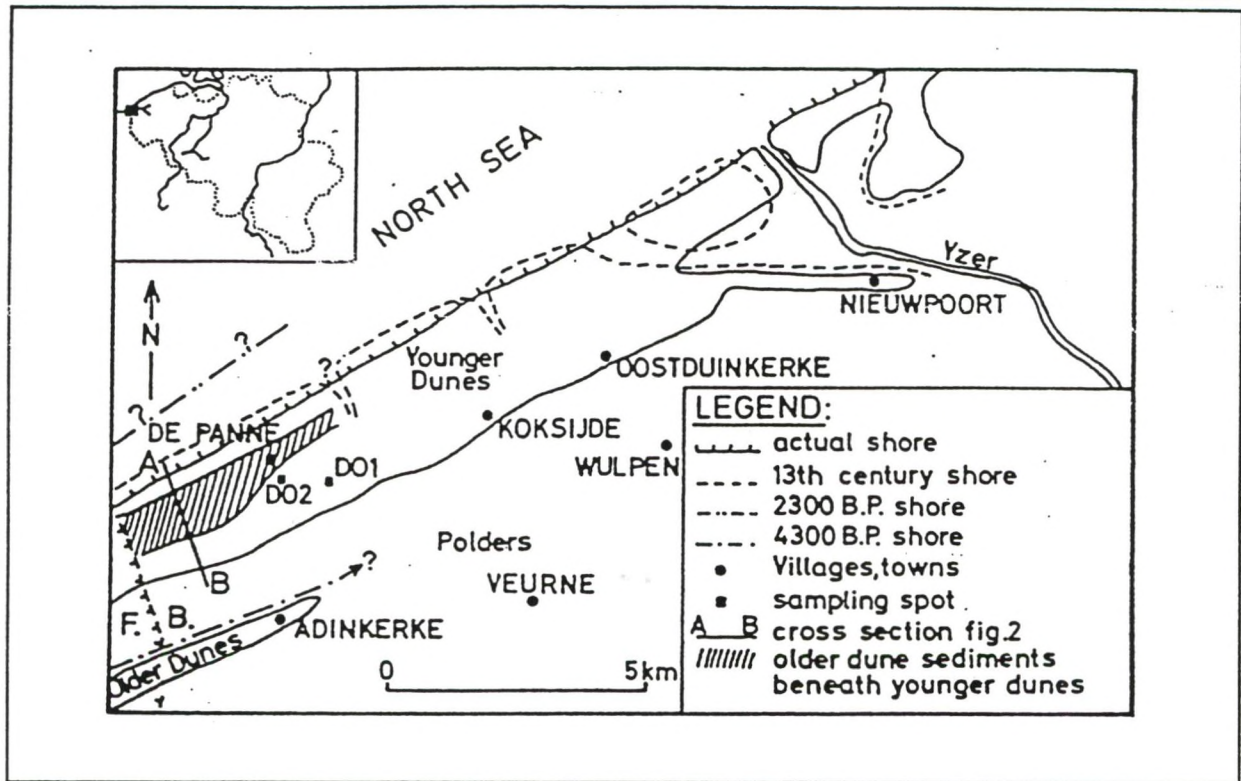 NORTH SEA
Yzer
NIEUWPOORT
N
?
Younger
Dunes
OOSTDUINKERKE
?
?
KOKSIJDE
DE PANNE
WULPEN
A
DO1
DO2
Polders
?
B
VEURNE
F. B.
ADINKERKE
Older Dunes
0 5km
LEGEND:
actual shore
13th century shore
2300 B.P. shore
4300 B.P. shore
Villages, towns
sampling spot
A B cross section fig.2
older dune sediments
beneath younger dunes